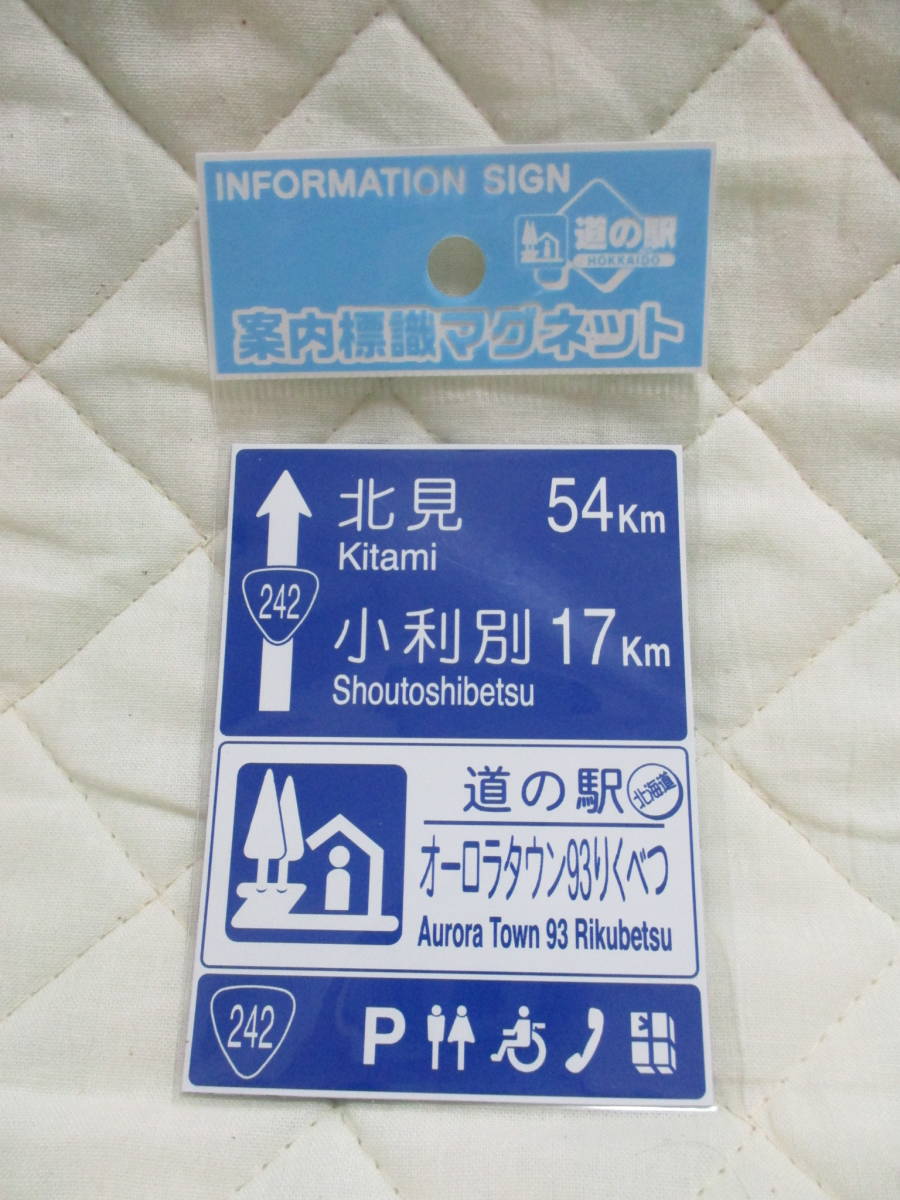 INFORMATION SIGN
道の駅
HOKKAIDO
案内標識マグネット
北見 54Km
Kitami
242
小利別 17Km
Shoutoshibetsu
道の駅 北海道
オーロラタウン93りくべつ
Aurora Town 93 Rikubetsu
242 P